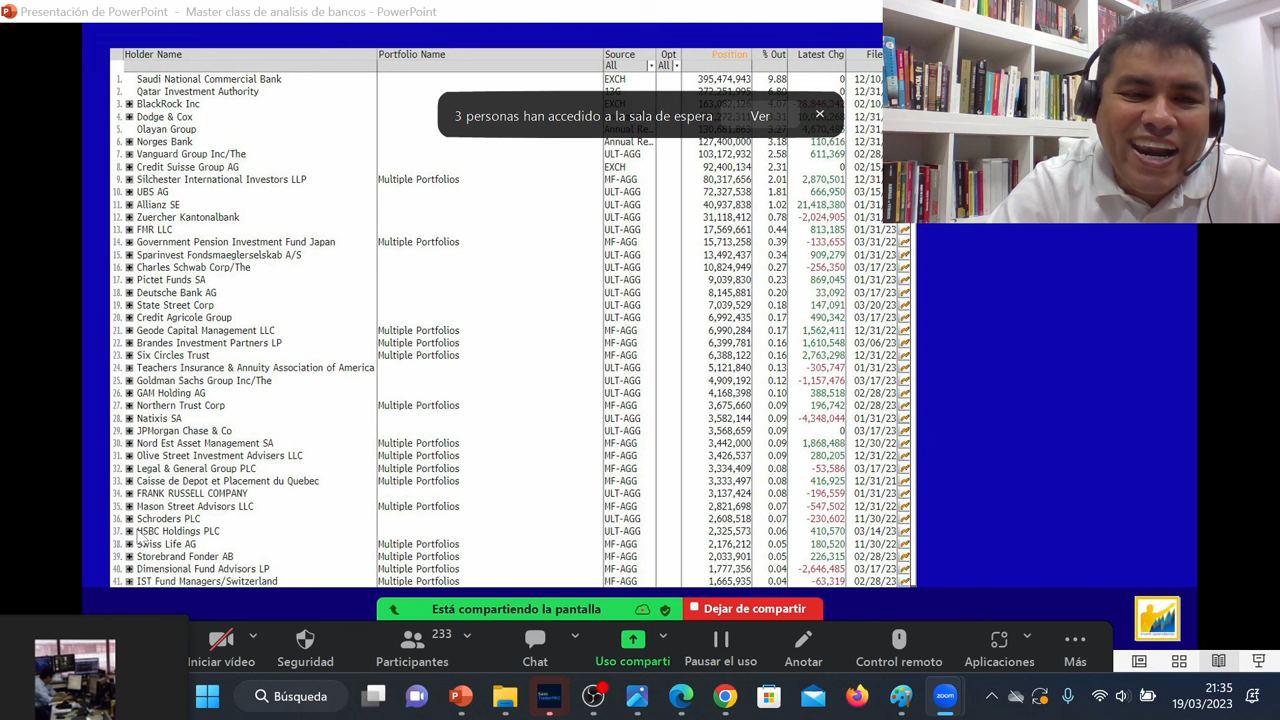 Presentación de PowerPoint - Master class de analisis de bancos - PowerPoint
Holder Name Portfolio Name Source Opt Position % Out Latest Chg File
All All
1. Saudi National Commercial Bank EXCH 395,474,943 9.88 0 12/10,
2. Qatar Investment Authority 13G 272,251,995 6.80 0 12/31,
3. BlackRock Inc EXCH 4.07 -28,846,342 02/10,
4. Dodge & Cox 12/31,
5. Olayan Group Annual Re... 12/31,
6. Norges Bank Annual Re... 127,400,000 3.18 110,616 12/31,
7. Vanguard Group Inc/The ULT-AGG 103,172,932 2.58 611,369 02/28,
8. Credit Suisse Group AG EXCH 92,400,134 2.31 0 02/15,
9. Silchester International Investors LLP Multiple Portfolios MF-AGG 80,317,656 2.01 2,870,501 12/31,
10. UBS AG ULT-AGG 72,327,538 1.81 666,950 03/15,
11. Allianz SE ULT-AGG 40,937,838 1.02 21,418,380 01/31,
12. Zuercher Kantonalbank ULT-AGG 31,118,412 0.78 -2,024,905 01/31,
13. FMR LLC ULT-AGG 17,569,661 0.44 813,185 01/31/23
14. Government Pension Investment Fund Japan Multiple Portfolios MF-AGG 15,713,258 0.39 -133,655 03/31/22
15. Sparinvest Fondsmaeglerselskab A/S ULT-AGG 13,492,437 0.34 909,279 01/31/23
16. Charles Schwab Corp/The ULT-AGG 10,824,949 0.27 -256,350 03/17/23
17. Pictet Funds SA ULT-AGG 9,039,830 0.23 869,045 01/31/23
18. Deutsche Bank AG ULT-AGG 8,145,881 0.20 33,092 03/17/23
19. State Street Corp ULT-AGG 7,039,529 0.18 147,091 03/20/23
20. Credit Agricole Group ULT-AGG 6,992,435 0.17 490,342 03/17/23
21. Geode Capital Management LLC Multiple Portfolios MF-AGG 6,990,284 0.17 1,562,411 12/31/22
22. Brandes Investment Partners LP Multiple Portfolios MF-AGG 6,399,781 0.16 1,610,548 03/06/23
23. Six Circles Trust Multiple Portfolios MF-AGG 6,388,122 0.16 2,763,298 12/31/22
24. Teachers Insurance & Annuity Association of America ULT-AGG 5,121,840 0.13 -305,747 01/31/23
25. Goldman Sachs Group Inc/The ULT-AGG 4,909,192 0.12 -1,157,476 03/17/23
26. GAM Holding AG ULT-AGG 4,168,398 0.10 388,518 02/28/23
27. Northern Trust Corp Multiple Portfolios MF-AGG 3,675,660 0.09 196,742 02/28/23
28. Natixis SA ULT-AGG 3,582,144 0.09 -4,348,044 01/31/23
29. JPMorgan Chase & Co ULT-AGG 3,568,659 0.09 0 03/17/23
30. Nord Est Asset Management SA Multiple Portfolios MF-AGG 3,442,000 0.09 1,868,488 12/30/22
31. Olive Street Investment Advisers LLC Multiple Portfolios MF-AGG 3,426,537 0.09 280,205 12/31/22
32. Legal & General Group PLC Multiple Portfolios MF-AGG 3,334,409 0.08 -53,586 03/17/23
33. Caisse de Depot et Placement du Quebec Multiple Portfolios MF-AGG 3,333,497 0.08 416,925 12/31/21
34. FRANK RUSSELL COMPANY ULT-AGG 3,137,424 0.08 -196,559 01/31/23
35. Mason Street Advisors LLC Multiple Portfolios MF-AGG 2,821,698 0.07 -547,502 12/31/22
36. Schroders PLC ULT-AGG 2,608,518 0.07 -230,602 11/30/22
37. HSBC Holdings PLC ULT-AGG 2,325,573 0.06 410,570 03/14/23
38. Swiss Life AG Multiple Portfolios MF-AGG 2,176,212 0.05 180,520 11/30/22
39. Storebrand Fonder AB Multiple Portfolios MF-AGG 2,033,901 0.05 226,315 02/28/23
40. Dimensional Fund Advisors LP Multiple Portfolios MF-AGG 1,777,356 0.04 -2,646,485 03/17/23
41. IST Fund Managers/Switzerland Multiple Portfolios MF-AGG 1,665,935 0.04 -63,319 02/28/23
3 personas han accedido a la sala de espera. Ver
Está compartiendo la pantalla Dejar de compartir
233
Iniciar vídeo Seguridad Participantes Chat Uso comparti Pausar el uso Anotar Control remoto Aplicaciones Más
Búsqueda
zoom
21:35
19/03/2023